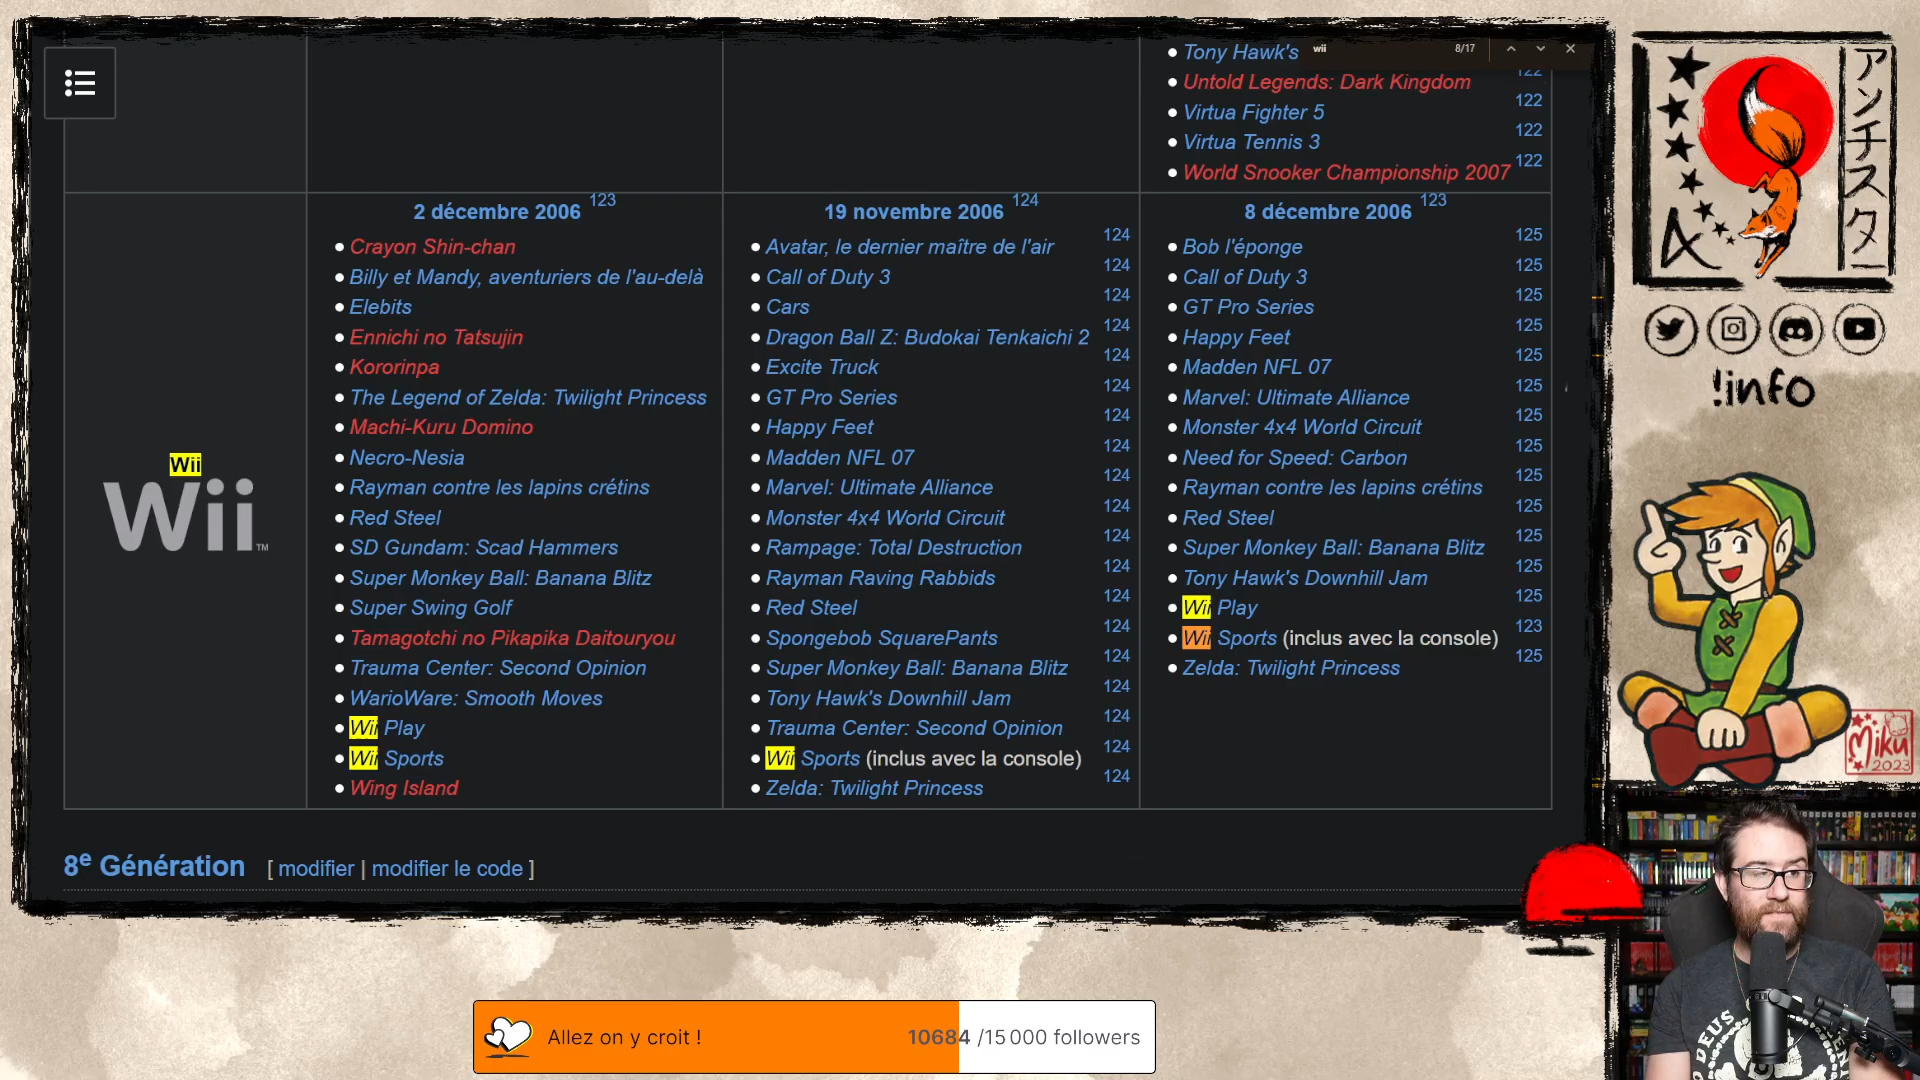 Tony Hawk's
wii
8/17
122
Untold Legends: Dark Kingdom
122
Virtua Fighter 5
122
Virtua Tennis 3
122
World Snooker Championship 2007
Wii
Wii
TM
2 décembre 2006 123
Crayon Shin-chan
Billy et Mandy, aventuriers de l'au-delà
Elebits
Ennichi no Tatsujin
Kororinpa
The Legend of Zelda: Twilight Princess
Machi-Kuru Domino
Necro-Nesia
Rayman contre les lapins crétins
Red Steel
SD Gundam: Scad Hammers
Super Monkey Ball: Banana Blitz
Super Swing Golf
Tamagotchi no Pikapika Daitouryou
Trauma Center: Second Opinion
WarioWare: Smooth Moves
Wii Play
Wii Sports
Wing Island
19 novembre 2006 124
Avatar, le dernier maître de l'air 124
Call of Duty 3 124
Cars 124
Dragon Ball Z: Budokai Tenkaichi 2 124
Excite Truck 124
GT Pro Series 124
Happy Feet 124
Madden NFL 07 124
Marvel: Ultimate Alliance 124
Monster 4x4 World Circuit 124
Rampage: Total Destruction 124
Rayman Raving Rabbids 124
Red Steel 124
Spongebob SquarePants 124
Super Monkey Ball: Banana Blitz 124
Tony Hawk's Downhill Jam 124
Trauma Center: Second Opinion 124
Wii Sports (inclus avec la console) 124
Zelda: Twilight Princess 124
8 décembre 2006 123
Bob l'éponge 125
Call of Duty 3 125
GT Pro Series 125
Happy Feet 125
Madden NFL 07 125
Marvel: Ultimate Alliance 125
Monster 4x4 World Circuit 125
Need for Speed: Carbon 125
Rayman contre les lapins crétins 125
Red Steel 125
Super Monkey Ball: Banana Blitz 125
Tony Hawk's Downhill Jam 125
Wii Play 125
Wii Sports (inclus avec la console) 123
Zelda: Twilight Princess 125
8e Génération [ modifier | modifier le code ]
アンチスター
!info
Miku
2023
Allez on y croit !
10684 /15 000 followers
DEUS